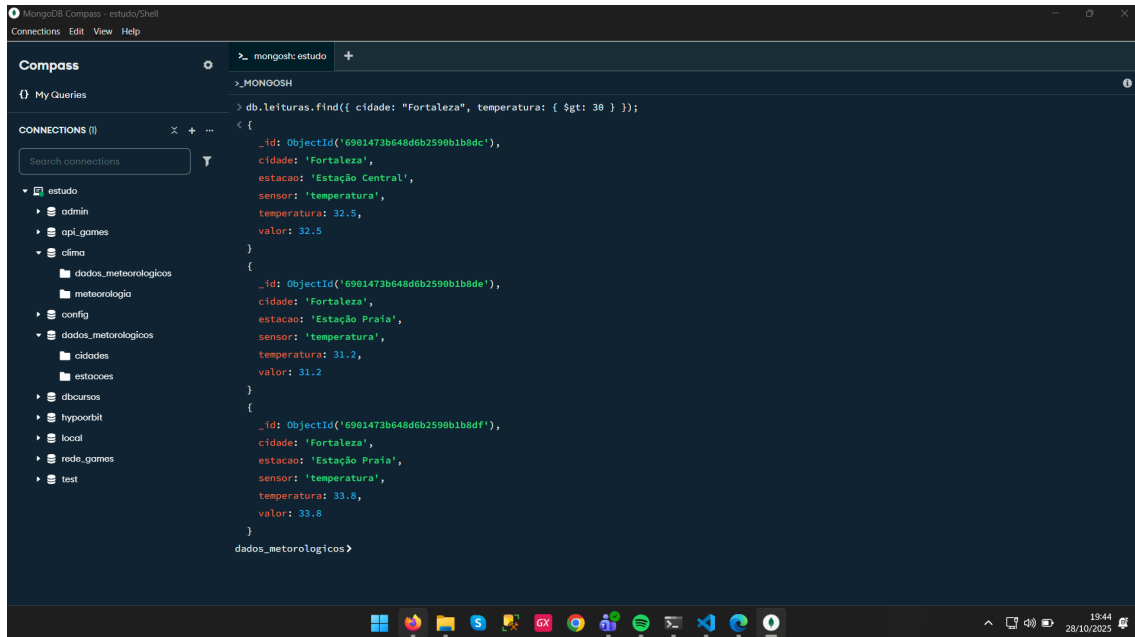 MongoDB Compass - estudo/Shell
Connections Edit View Help
Compass
{} My Queries
CONNECTIONS (1)
Search connections
estudo
admin
api_games
clima
dados_meteorologicos
meteorologia
config
dados_metorologicos
cidades
estacoes
dbcursos
hypoorbit
local
rede_games
test
>_ mongosh: estudo +
>_MONGOSH
> db.leituras.find({ cidade: "Fortaleza", temperatura: { $gt: 30 } });
< {
_id: ObjectId('6901473b648d6b2590b1b8dc'),
cidade: 'Fortaleza',
estacao: 'Estação Central',
sensor: 'temperatura',
temperatura: 32.5,
valor: 32.5
}
{
_id: ObjectId('6901473b648d6b2590b1b8de'),
cidade: 'Fortaleza',
estacao: 'Estação Praia',
sensor: 'temperatura',
temperatura: 31.2,
valor: 31.2
}
{
_id: ObjectId('6901473b648d6b2590b1b8df'),
cidade: 'Fortaleza',
estacao: 'Estação Praia',
sensor: 'temperatura',
temperatura: 33.8,
valor: 33.8
}
dados_metorologicos>
GX
19:44
28/10/2025